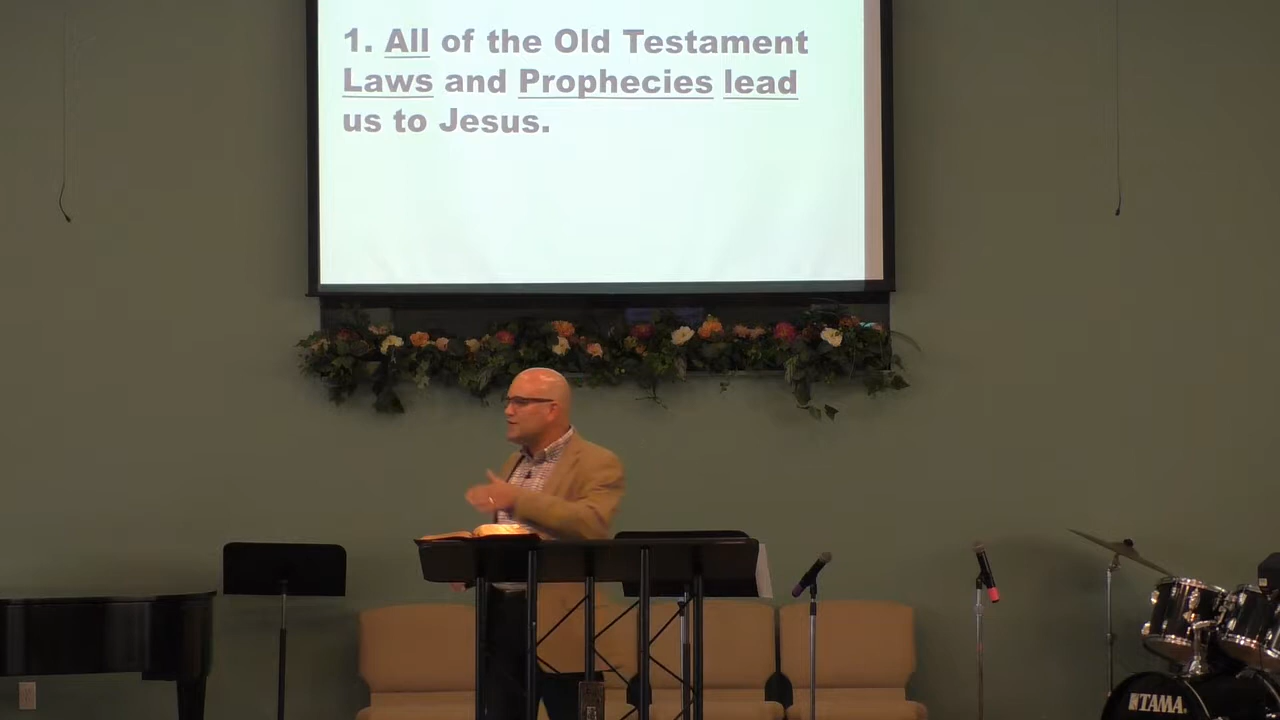 1. All of the Old Testament
Laws and Prophecies lead
us to Jesus.
TAMA